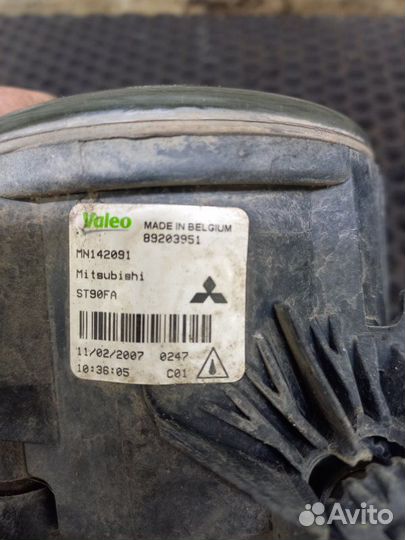 Valeo MADE IN BELGIUM
89203951
MN142091
Mitsubishi
ST90FA
11/02/2007 0247
10:36:05 C01
Avito